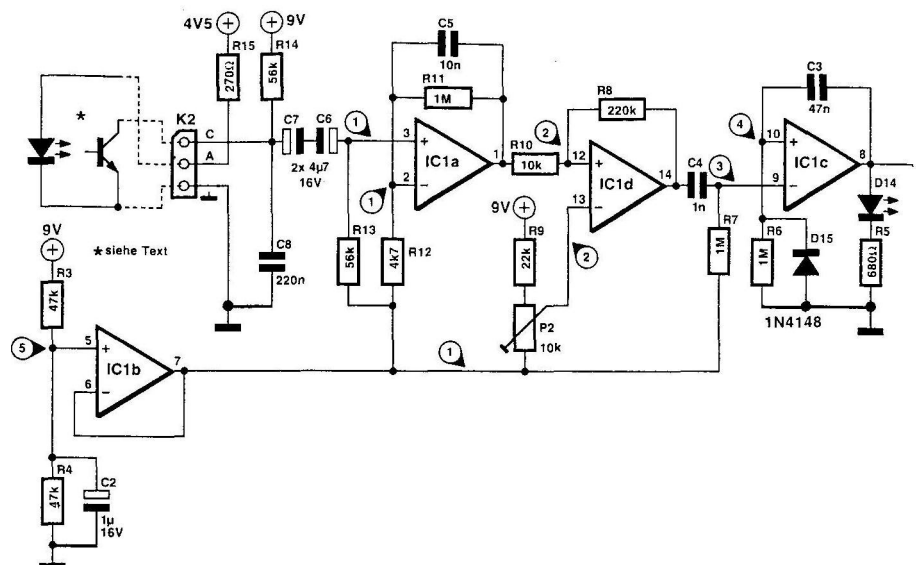 4V5
9V
R15
270Ω
R14
56k
*
K2
C
A
C7
C6
2x 4µ7
16V
C8
220n
* siehe Text
9V
R3
47k
5
5
+
6
−
7
IC1b
R4
47k
C2
1µ
16V
C5
10n
R11
1M
1
3
+
2
−
1
1
IC1a
R13
56k
R12
4k7
R10
10k
2
R8
220k
12
+
13
−
14
IC1d
2
9V
R9
22k
P2
10k
1
C4
1n
3
R7
1M
C3
47n
4
10
+
9
−
8
IC1c
R6
1M
D15
1N4148
D14
R5
680Ω